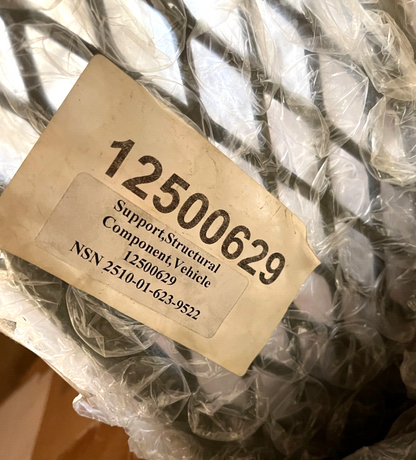 12500629
Support,Structural
Component,Vehicle
12500629
NSN 2510-01-623-9522